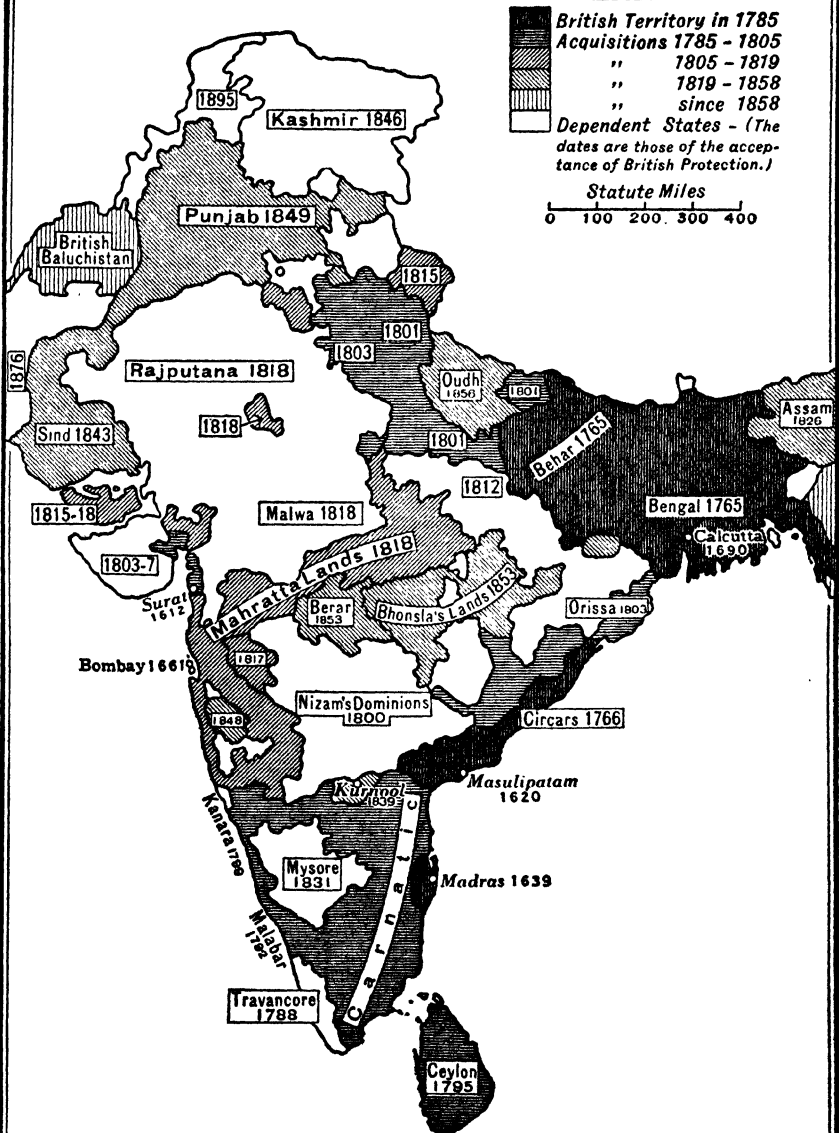 British Territory in 1785
Acquisitions 1785 - 1805
" 1805 - 1819
" 1819 - 1858
" since 1858
Dependent States - (The
dates are those of the accep-
tance of British Protection.)
Statute Miles
0 100 200 300 400
1895
Kashmir 1846
Punjab 1849
British
Baluchistan
1815
1801
1803
1876
Rajputana 1818
Oudh
1856
1801
Assam
1826
1818
Sind 1843
1801
Behar 1765
1812
1815-18
Malwa 1818
Bengal 1765
Calcutta
1690
1803-7
Mahratta Lands 1818
Surat
1612
Berar
1853
Bhonsla's Lands 1853
Orissa 1803
Bombay 1661
1817
Nizam's Dominions
1800
1848
Circars 1766
Masulipatam
1620
Kurnool
1839
Kanara 1799
Carnatic
Mysore
1831
Madras 1639
Malabar
1792
Travancore
1788
Ceylon
1795